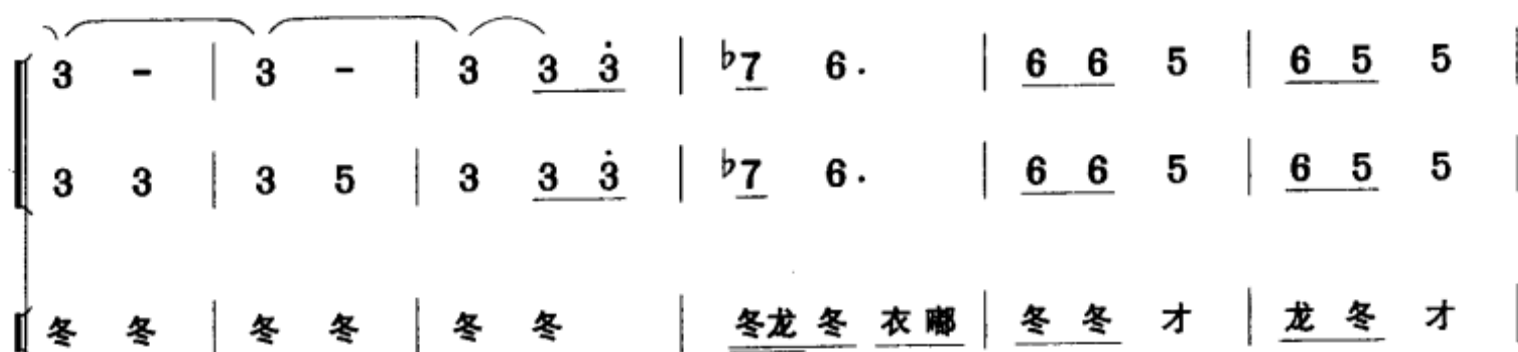 3 - | 3 - | 3 3 3̇ | ♭7 6. | 6 6 5 | 6 5 5 |
3 3 | 3 5 | 3 3 3̇ | ♭7 6. | 6 6 5 | 6 5 5 |
冬 冬 | 冬 冬 | 冬 冬 | 冬龙 冬 衣 嘟 | 冬 冬 才 | 龙 冬 才 |